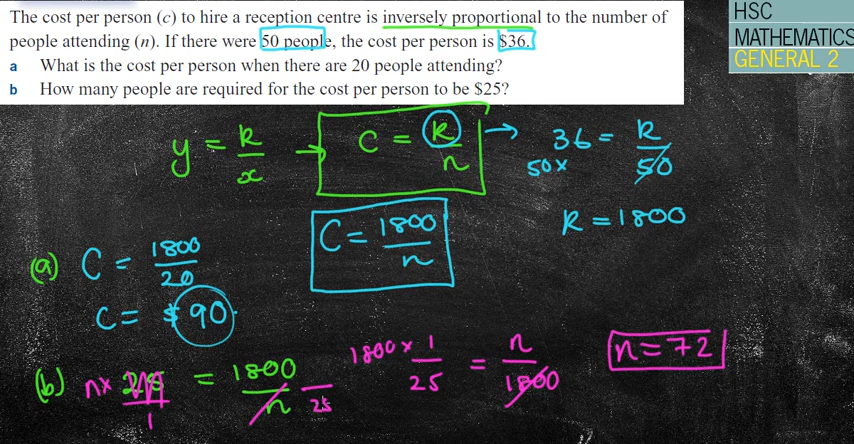 The cost per person (c) to hire a reception centre is inversely proportional to the number of
people attending (n). If there were 50 people, the cost per person is $36.
a What is the cost per person when there are 20 people attending?
b How many people are required for the cost per person to be $25?
HSC
MATHEMATICS
GENERAL 2
y = k/x → C = k/n → 36 = k/50
50x
k = 1800
C = 1800/n
(a) C = 1800/20
C = $90
(b) nx = 1800/n
25
1800 x 1/25 = n/1800
n = 72